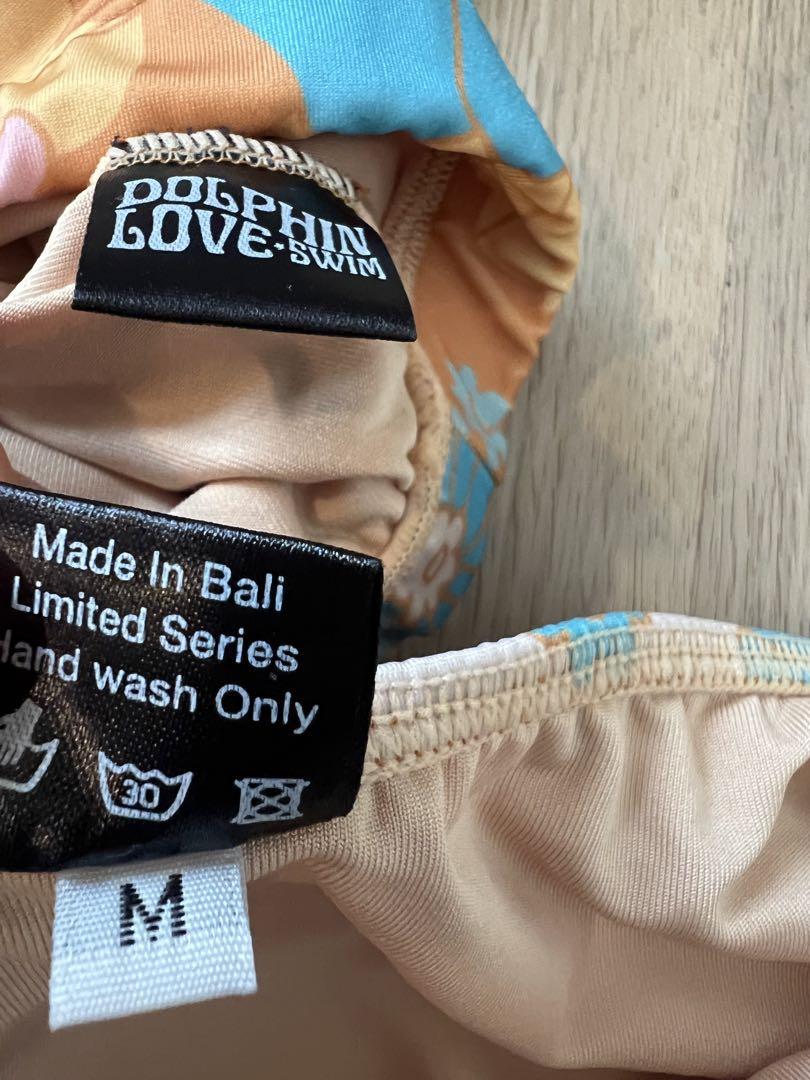 DOLPHIN
LOVE SWIM
Made In Bali
Limited Series
Hand wash Only
30
M